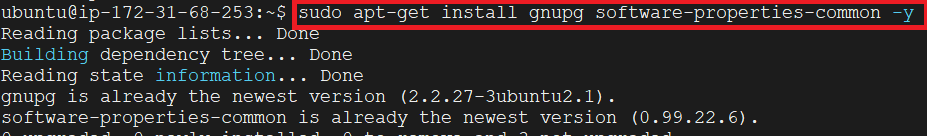 ubuntu@ip-172-31-68-253:~$ sudo apt-get install gnupg software-properties-common -y
Reading package lists... Done
Building dependency tree... Done
Reading state information... Done
gnupg is already the newest version (2.2.27-3ubuntu2.1).
software-properties-common is already the newest version (0.99.22.6).
0 upgraded, 0 newly installed, 0 to remove and 2 not upgraded